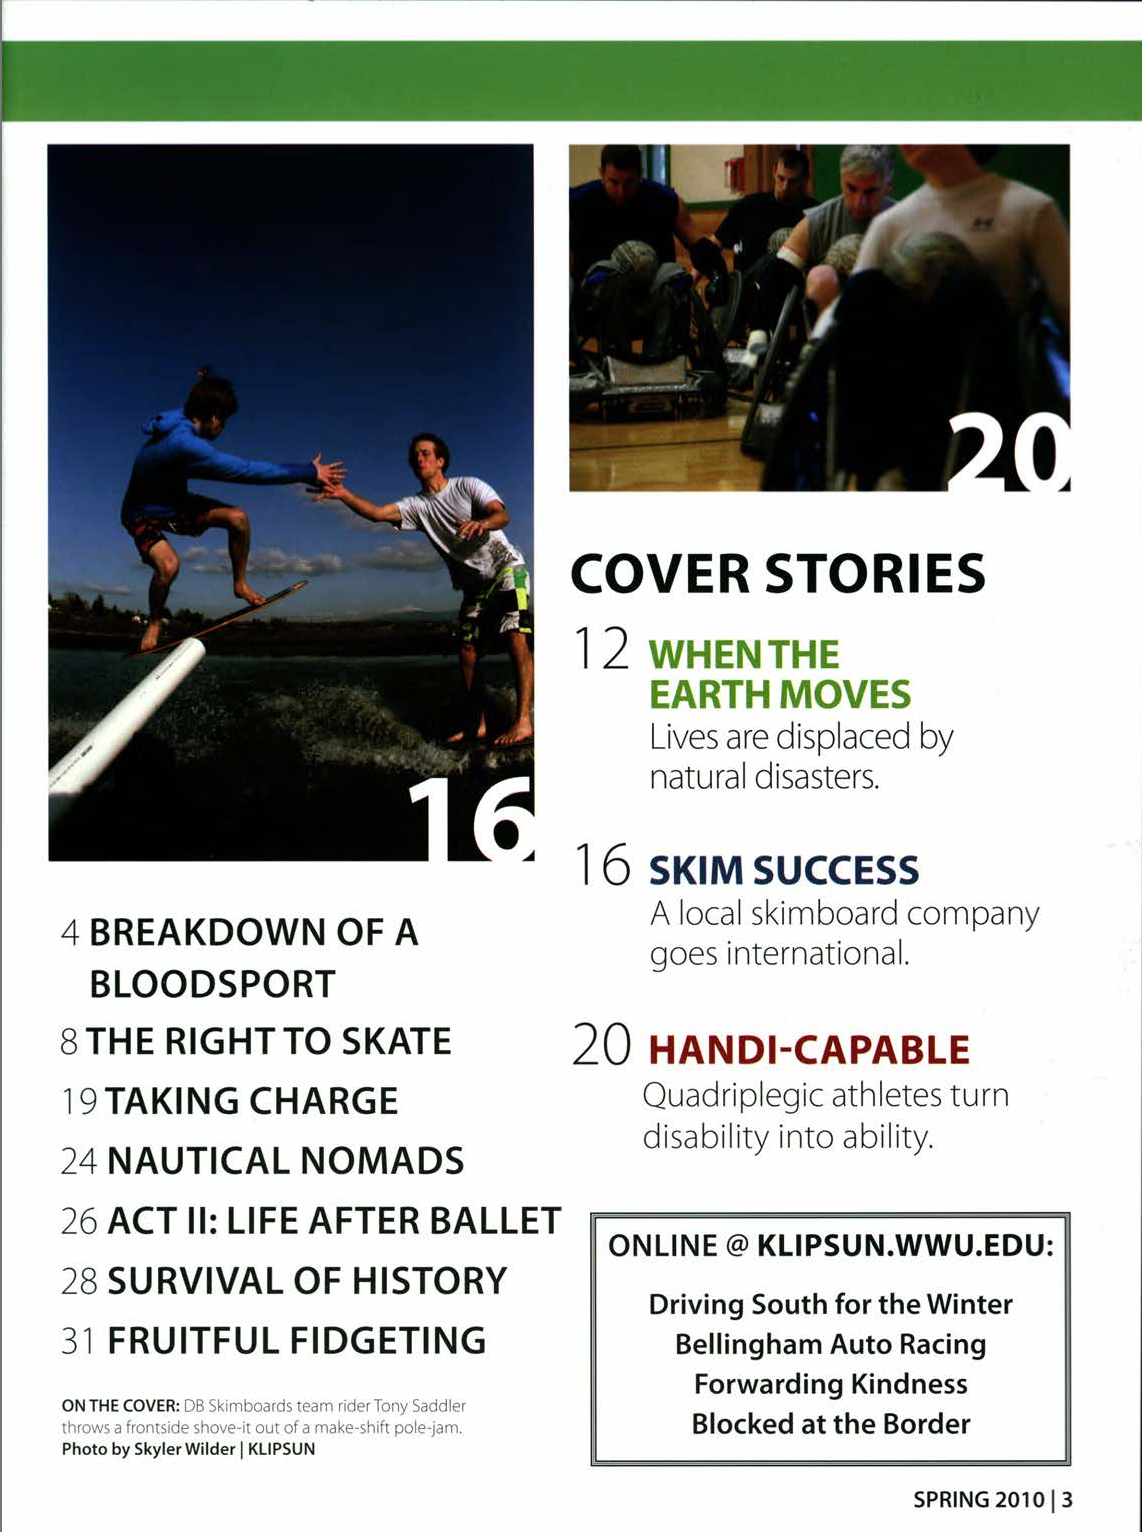 16
4 BREAKDOWN OF A
BLOODSPORT
8 THE RIGHT TO SKATE
19 TAKING CHARGE
24 NAUTICAL NOMADS
26 ACT II: LIFE AFTER BALLET
28 SURVIVAL OF HISTORY
31 FRUITFUL FIDGETING
ON THE COVER: DB Skimboards team rider Tony Saddler
throws a frontside shove-it out of a make-shift pole-jam.
Photo by Skyler Wilder | KLIPSUN
20
COVER STORIES
12 WHEN THE
EARTH MOVES
Lives are displaced by
natural disasters.
16 SKIM SUCCESS
A local skimboard company
goes international.
20 HANDI-CAPABLE
Quadriplegic athletes turn
disability into ability.
ONLINE @ KLIPSUN.WWU.EDU:
Driving South for the Winter
Bellingham Auto Racing
Forwarding Kindness
Blocked at the Border
SPRING 2010 | 3